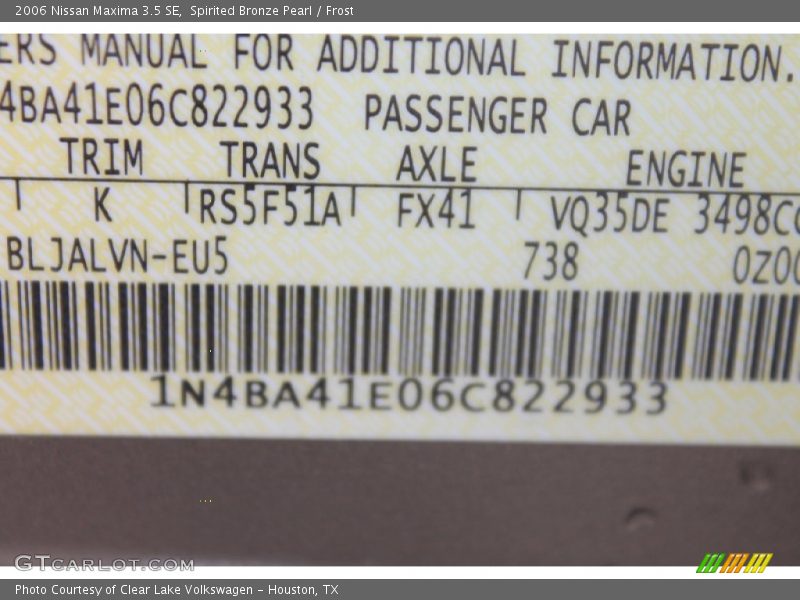 2006 Nissan Maxima 3.5 SE, Spirited Bronze Pearl / Frost
ERS MANUAL FOR ADDITIONAL INFORMATION.
4BA41E06C822933 PASSENGER CAR
TRIM TRANS AXLE ENGINE
K RS5F51A FX41 VQ35DE 3498CC
BLJALVN-EU5 738 0Z00
1N4BA41E06C822933
GTCARLOT.COM
Photo Courtesy of Clear Lake Volkswagen - Houston, TX